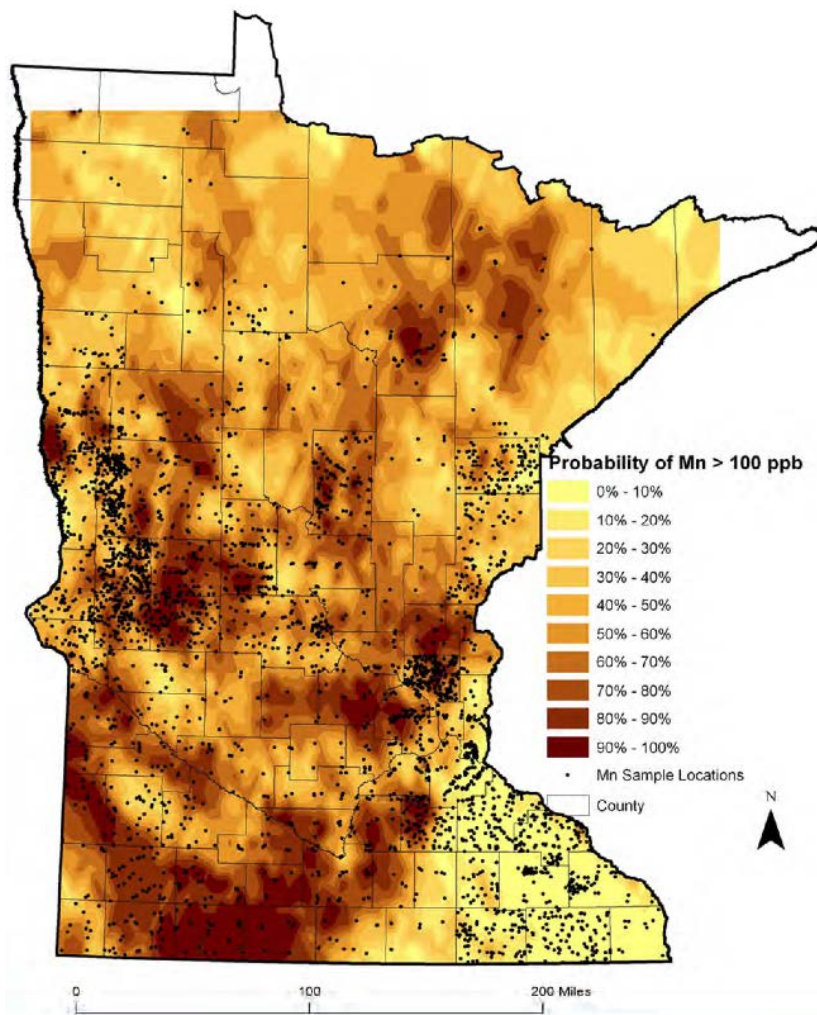 Probability of Mn > 100 ppb
0% - 10%
10% - 20%
20% - 30%
30% - 40%
40% - 50%
50% - 60%
60% - 70%
70% - 80%
80% - 90%
90% - 100%
Mn Sample Locations
County
N
0 100 200 Miles